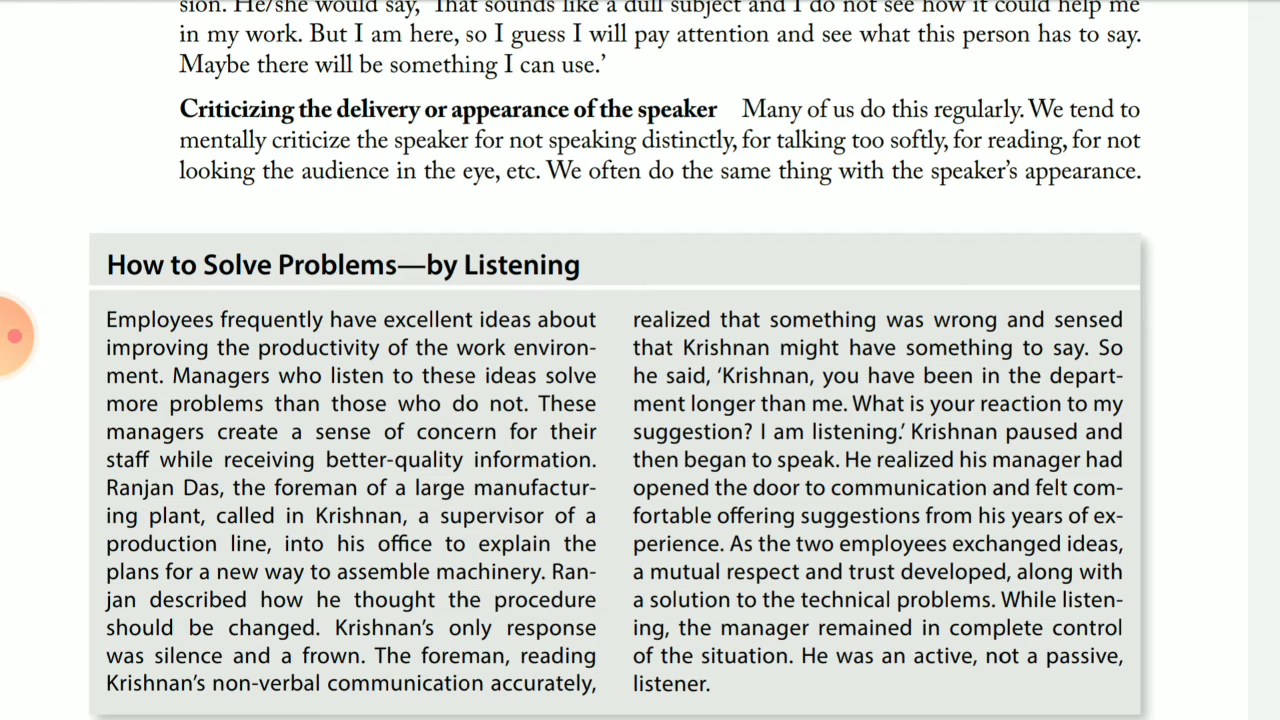 sion. He/she would say, 'That sounds like a dull subject and I do not see how it could help me
in my work. But I am here, so I guess I will pay attention and see what this person has to say.
Maybe there will be something I can use.’
Criticizing the delivery or appearance of the speaker Many of us do this regularly. We tend to
mentally criticize the speaker for not speaking distinctly, for talking too softly, for reading, for not
looking the audience in the eye, etc. We often do the same thing with the speaker’s appearance.
How to Solve Problems—by Listening
Employees frequently have excellent ideas about
improving the productivity of the work environ-
ment. Managers who listen to these ideas solve
more problems than those who do not. These
managers create a sense of concern for their
staff while receiving better-quality information.
Ranjan Das, the foreman of a large manufactur-
ing plant, called in Krishnan, a supervisor of a
production line, into his office to explain the
plans for a new way to assemble machinery. Ran-
jan described how he thought the procedure
should be changed. Krishnan’s only response
was silence and a frown. The foreman, reading
Krishnan’s non-verbal communication accurately,
realized that something was wrong and sensed
that Krishnan might have something to say. So
he said, ‘Krishnan, you have been in the depart-
ment longer than me. What is your reaction to my
suggestion? I am listening.’ Krishnan paused and
then began to speak. He realized his manager had
opened the door to communication and felt com-
fortable offering suggestions from his years of ex-
perience. As the two employees exchanged ideas,
a mutual respect and trust developed, along with
a solution to the technical problems. While listen-
ing, the manager remained in complete control
of the situation. He was an active, not a passive,
listener.